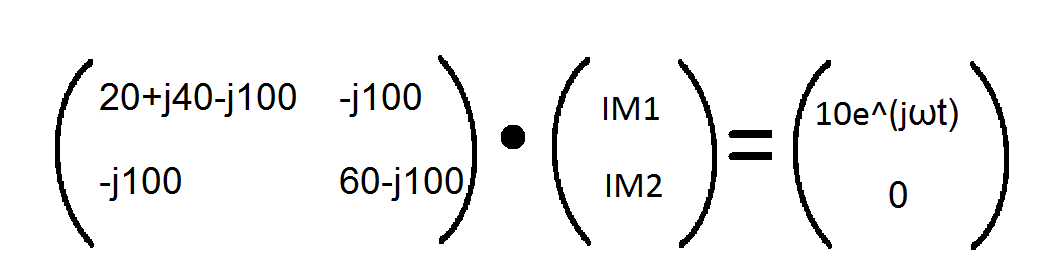 20+j40-j100 -j100 IM1 = 10e^(jωt)
-j100 60-j100 • IM2 0